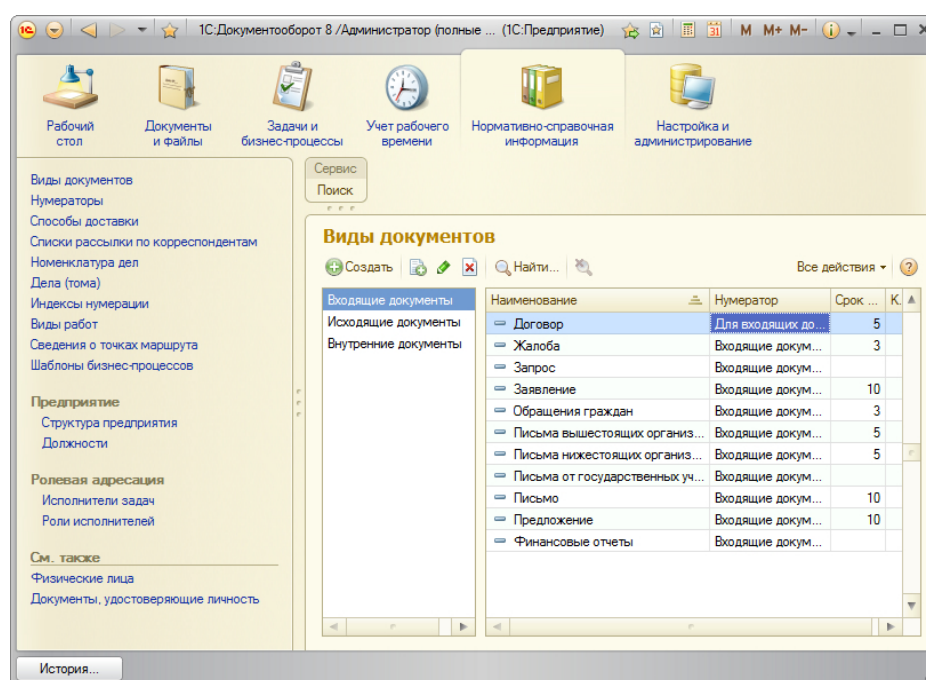 1С:Документооборот 8 /Администратор (полные ... (1С:Предприятие) M M+ M-
Рабочий стол
Документы и файлы
Задачи и бизнес-процессы
Учет рабочего времени
Нормативно-справочная информация
Настройка и администрирование
Виды документов
Нумераторы
Способы доставки
Списки рассылки по корреспондентам
Номенклатура дел
Дела (тома)
Индексы нумерации
Виды работ
Сведения о точках маршрута
Шаблоны бизнес-процессов
Предприятие
Структура предприятия
Должности
Ролевая адресация
Исполнители задач
Роли исполнителей
См. также
Физические лица
Документы, удостоверяющие личность
Сервис
Поиск
Виды документов
Создать Найти... Все действия
Входящие документы
Исходящие документы
Внутренние документы
Наименование Нумератор Срок ... К.
Договор Для входящих до... 5
Жалоба Входящие докум... 3
Запрос Входящие докум...
Заявление Входящие докум... 10
Обращения граждан Входящие докум... 3
Письма вышестоящих организ... Входящие докум... 5
Письма нижестоящих организ... Входящие докум... 5
Письма от государственных уч... Входящие докум...
Письмо Входящие докум... 10
Предложение Входящие докум... 10
Финансовые отчеты Входящие докум...
История...